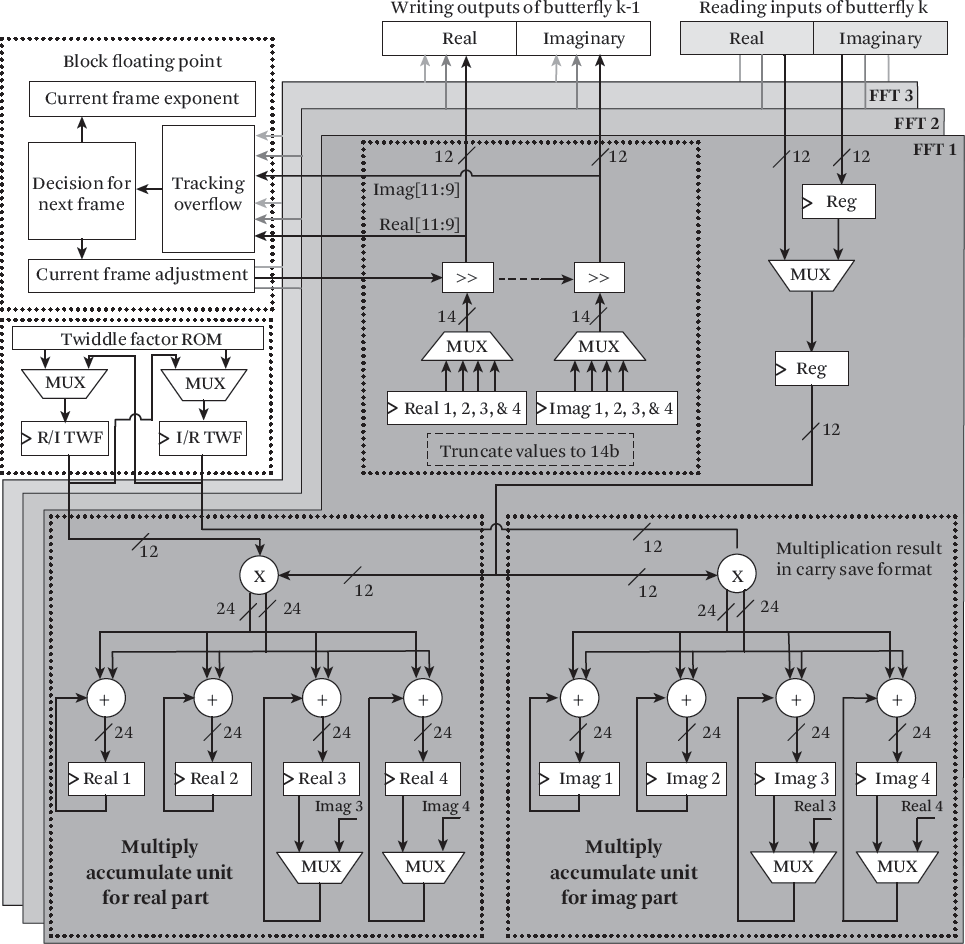 Writing outputs of butterfly k-1
Reading inputs of butterfly k
Real
Imaginary
Real
Imaginary
Block floating point
Current frame exponent
Decision for
next frame
Tracking
overflow
Current frame adjustment
FFT 3
FFT 2
FFT 1
12
12
12
12
Imag[11:9]
Real[11:9]
Reg
>>
>>
MUX
14
14
MUX
MUX
Reg
Real 1, 2, 3, & 4
Imag 1, 2, 3, & 4
Truncate values to 14b
12
Twiddle factor ROM
MUX
MUX
R/I TWF
I/R TWF
12
12
Multiplication result
in carry save format
X
X
12
12
24
24
24
24
+
+
+
+
+
+
+
+
24
24
24
24
24
24
24
24
Real 1
Real 2
Real 3
Real 4
Imag 1
Imag 2
Imag 3
Imag 4
Imag 3
Imag 4
Real 3
Real 4
MUX
MUX
MUX
MUX
Multiply
accumulate unit
for real part
Multiply
accumulate unit
for imag part